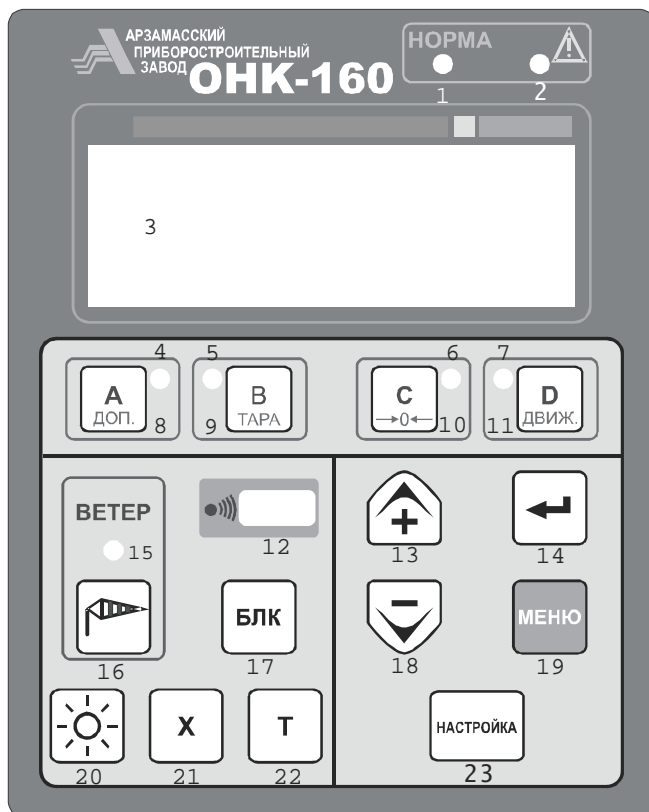 АРЗАМАССКИЙ
ПРИБОРОСТРОИТЕЛЬНЫЙ
ЗАВОД
ОНК-160
НОРМА
1
2
3
4
5
6
7
A
ДОП.
B
ТАРА
C
→0←
D
ДВИЖ.
8
9
10
11
ВЕТЕР
12
13
14
15
БЛК
МЕНЮ
16
17
18
19
X
T
НАСТРОЙКА
20
21
22
23